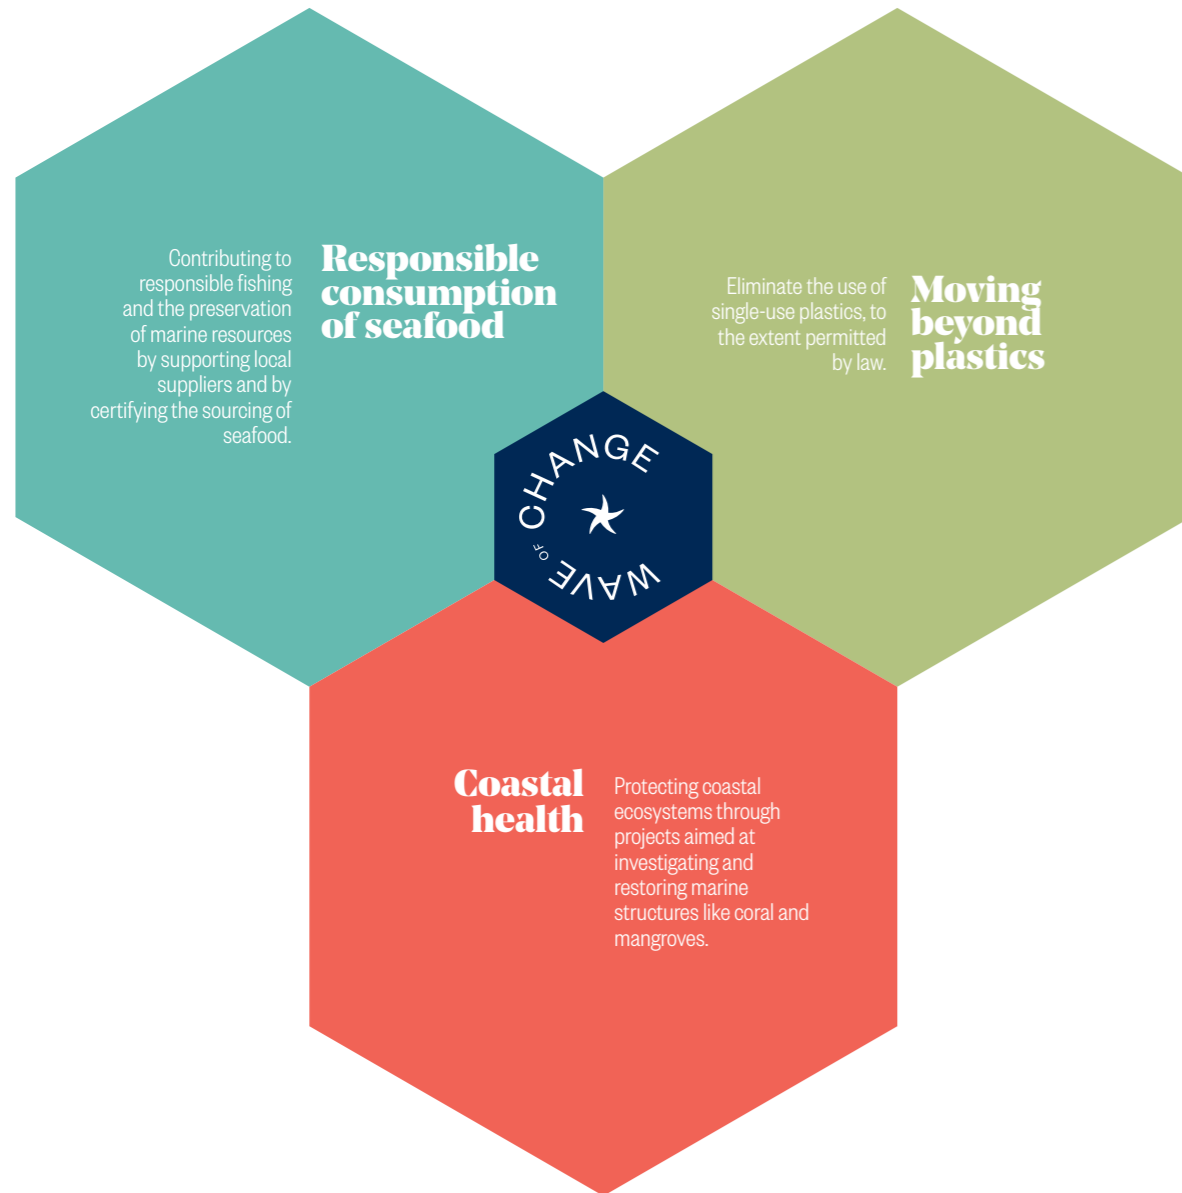 Responsible
consumption
of seafood
Contributing to
responsible fishing
and the preservation
of marine resources
by supporting local
suppliers and by
certifying the sourcing of
seafood.
Moving
beyond
plastics
Eliminate the use of
single-use plastics, to
the extent permitted
by law.
WAVE OF CHANGE
Coastal
health
Protecting coastal
ecosystems through
projects aimed at
investigating and
restoring marine
structures like coral and
mangroves.